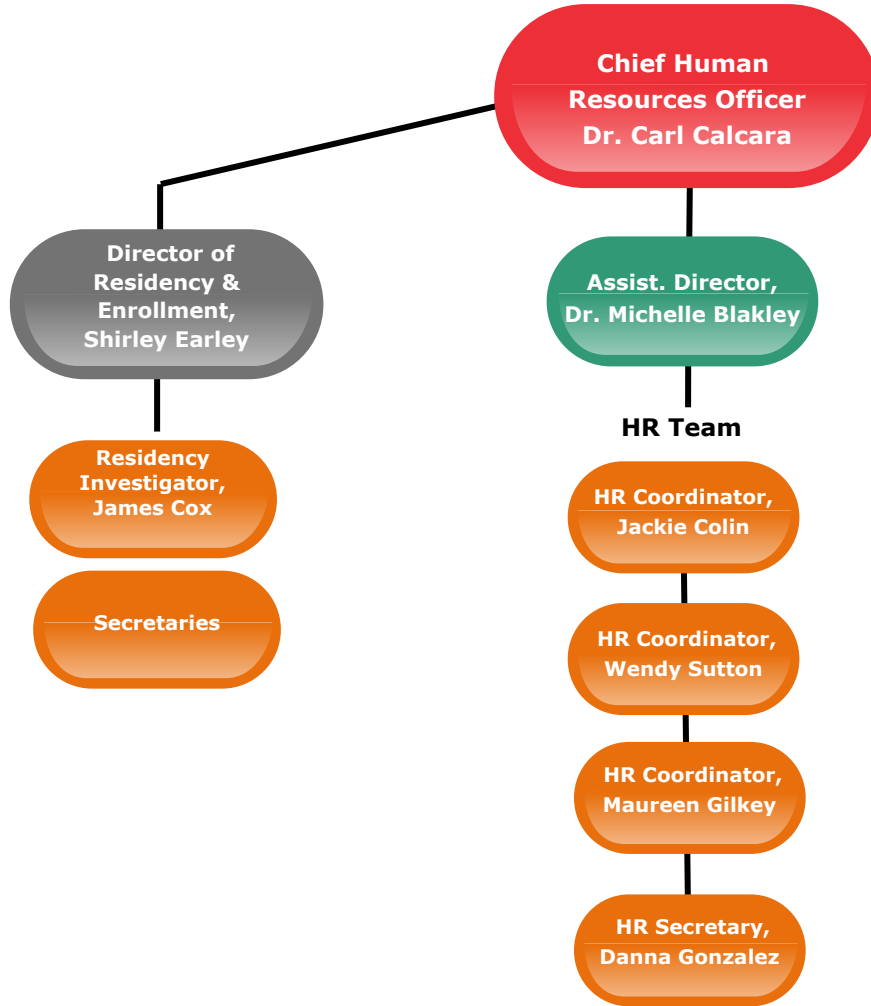 Chief Human
Resources Officer
Dr. Carl Calcara
Director of
Residency &
Enrollment,
Shirley Earley
Assist. Director,
Dr. Michelle Blakley
Residency
Investigator,
James Cox
Secretaries
HR Team
HR Coordinator,
Jackie Colin
HR Coordinator,
Wendy Sutton
HR Coordinator,
Maureen Gilkey
HR Secretary,
Danna Gonzalez